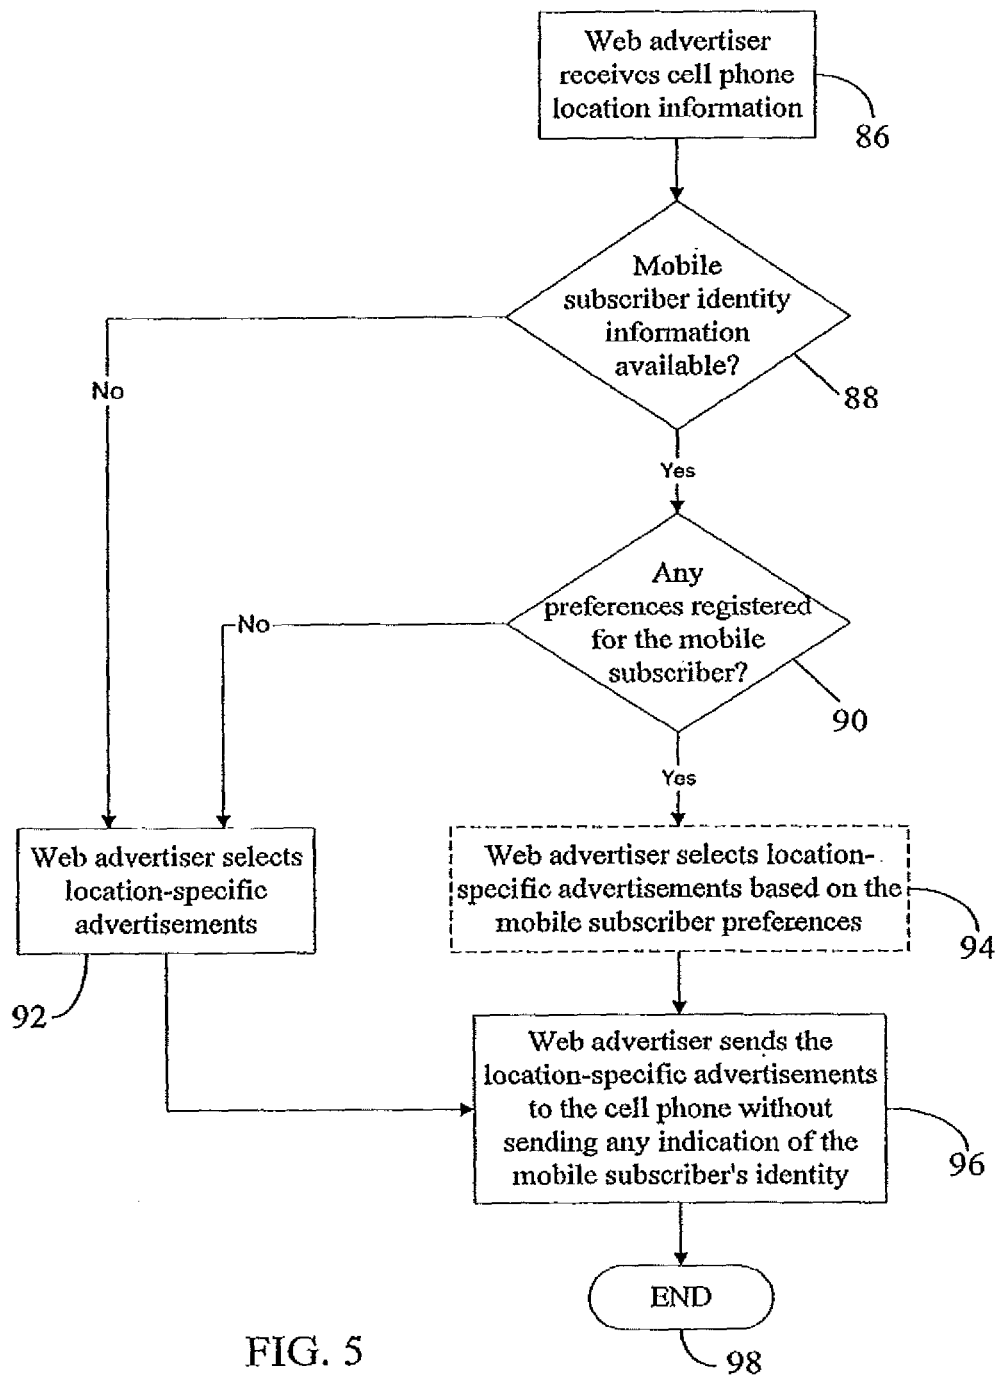 Web advertiser
receives cell phone
location information
86
Mobile
subscriber identity
information
available?
88
No
Yes
Any
preferences registered
for the mobile
subscriber?
90
No
Yes
Web advertiser selects
location-specific
advertisements
92
Web advertiser selects location-
specific advertisements based on the
mobile subscriber preferences
94
Web advertiser sends the
location-specific advertisements
to the cell phone without
sending any indication of the
mobile subscriber's identity
96
END
98
FIG. 5